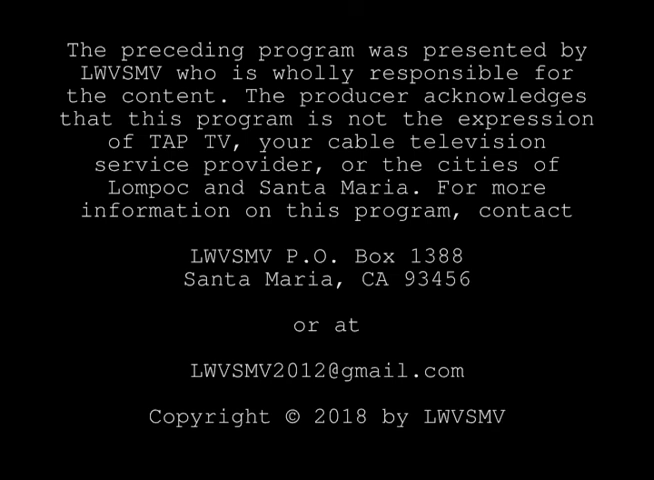 The preceding program was presented by
LWVSMV who is wholly responsible for
the content. The producer acknowledges
that this program is not the expression
of TAP TV, your cable television
service provider, or the cities of
Lompoc and Santa Maria. For more
information on this program, contact
LWVSMV P.O. Box 1388
Santa Maria, CA 93456
or at
LWVSMV2012@gmail.com
Copyright © 2018 by LWVSMV